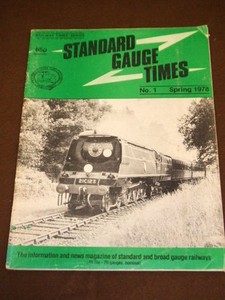 STANDARD
GAUGE
TIMES
No. 1 Spring 1978
The information and news magazine of standard and broad gauge railways